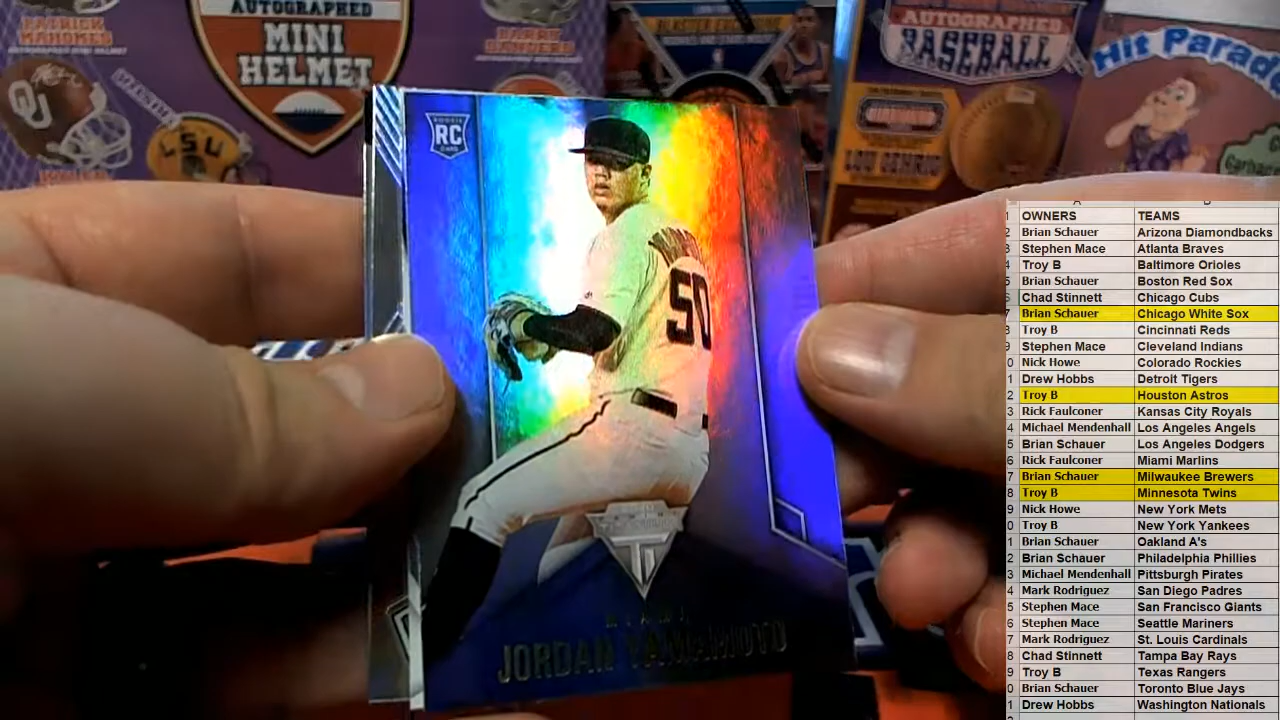 AUTOGRAPHED
MINI
HELMET
PATRICK
MAHOMES
BARRY
SANDERS
OU
LSU
AUTOGRAPHED
BASEBALL
LOU GEHRIG
Hit Parade
RC
50
MIAMI
JORDAN YAMAMOTO
OWNERS TEAMS
Brian Schauer Arizona Diamondbacks
Stephen Mace Atlanta Braves
Troy B Baltimore Orioles
Brian Schauer Boston Red Sox
Chad Stinnett Chicago Cubs
Brian Schauer Chicago White Sox
Troy B Cincinnati Reds
Stephen Mace Cleveland Indians
Nick Howe Colorado Rockies
Drew Hobbs Detroit Tigers
Troy B Houston Astros
Rick Faulconer Kansas City Royals
Michael Mendenhall Los Angeles Angels
Brian Schauer Los Angeles Dodgers
Rick Faulconer Miami Marlins
Brian Schauer Milwaukee Brewers
Troy B Minnesota Twins
Nick Howe New York Mets
Troy B New York Yankees
Brian Schauer Oakland A's
Brian Schauer Philadelphia Phillies
Michael Mendenhall Pittsburgh Pirates
Mark Rodriguez San Diego Padres
Stephen Mace San Francisco Giants
Stephen Mace Seattle Mariners
Mark Rodriguez St. Louis Cardinals
Chad Stinnett Tampa Bay Rays
Troy B Texas Rangers
Brian Schauer Toronto Blue Jays
Drew Hobbs Washington Nationals